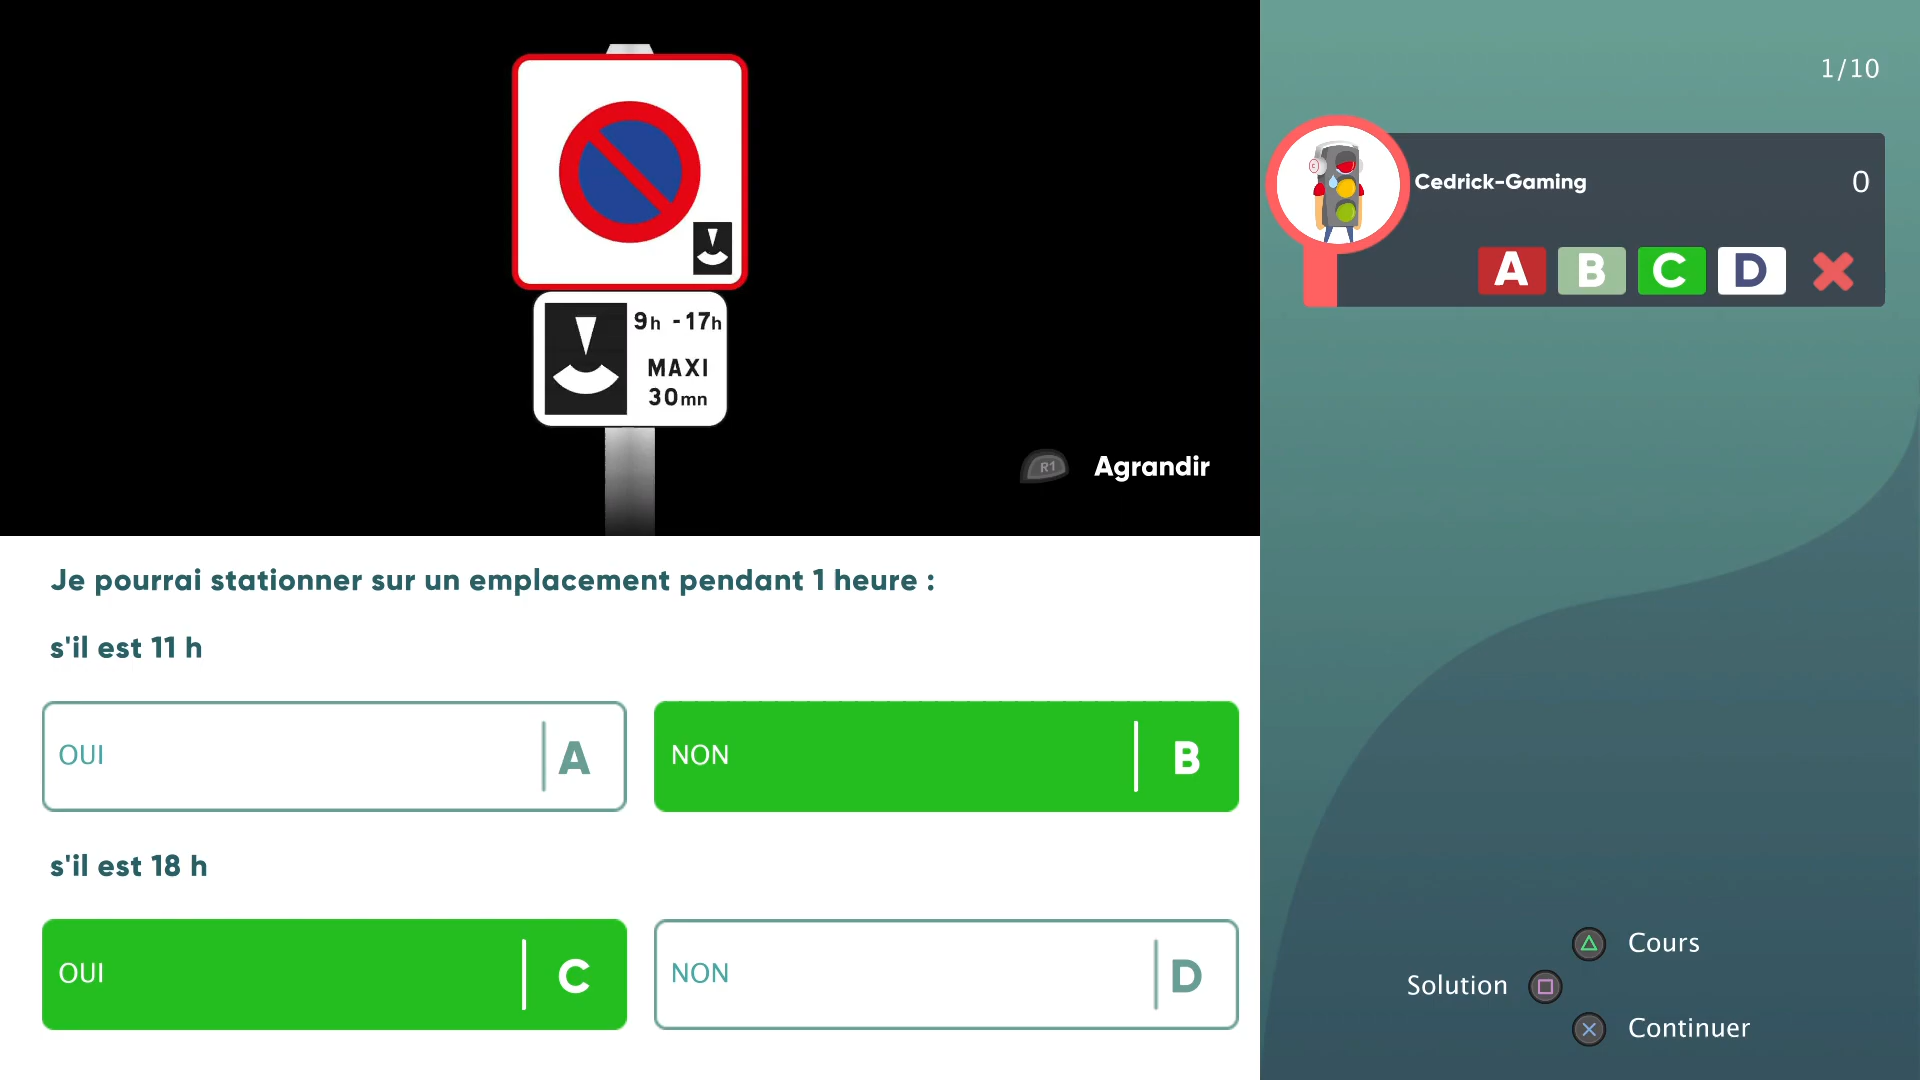 1/10
Cedrick-Gaming
0
A B C D
9h - 17h
MAXI
30mn
R1 Agrandir
Je pourrai stationner sur un emplacement pendant 1 heure :
s'il est 11 h
OUI A
NON B
s'il est 18 h
OUI C
NON D
Cours
Solution
Continuer